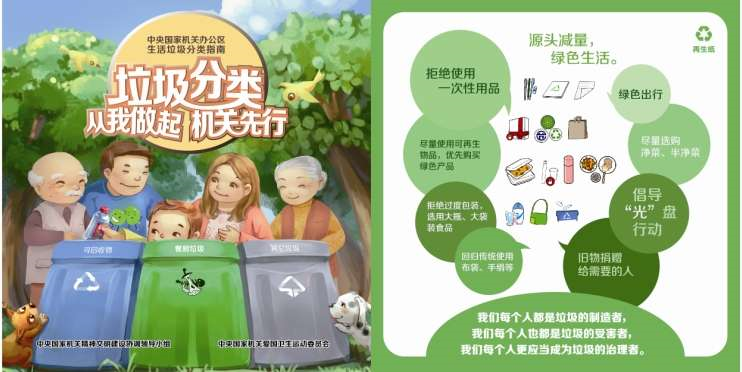 中央国家机关办公区
生活垃圾分类指南
垃圾分类
从我做起 机关先行
可回收物
餐厨垃圾
其它垃圾
中央国家机关精神文明建设协调领导小组
中央国家机关爱国卫生运动委员会
再生纸
源头减量，
绿色生活。
拒绝使用
一次性用品
绿色出行
尽量使用可再生
物品，优先购买
绿色产品
尽量选购
净菜、半净菜
拒绝过度包装，
选用大瓶、大袋
装食品
倡导
“光”盘
行动
回归传统使用
布袋、手绢等
旧物捐赠
给需要的人
我们每个人都是垃圾的制造者，
我们每个人也都是垃圾的受害者，
我们每个人更应当成为垃圾的治理者。